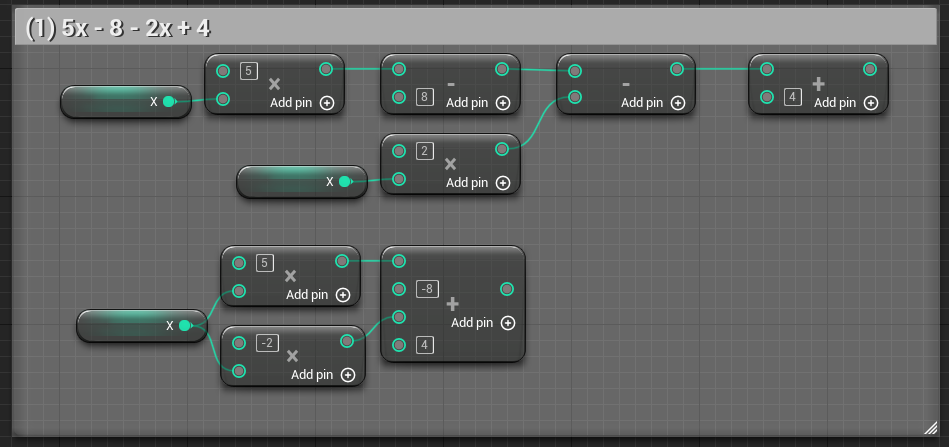 (1) 5x - 8 - 2x + 4
X
5
×
Add pin
-
8
Add pin
-
Add pin
+
4
Add pin
X
2
×
Add pin
X
5
×
Add pin
-2
×
Add pin
-8
+
Add pin
4